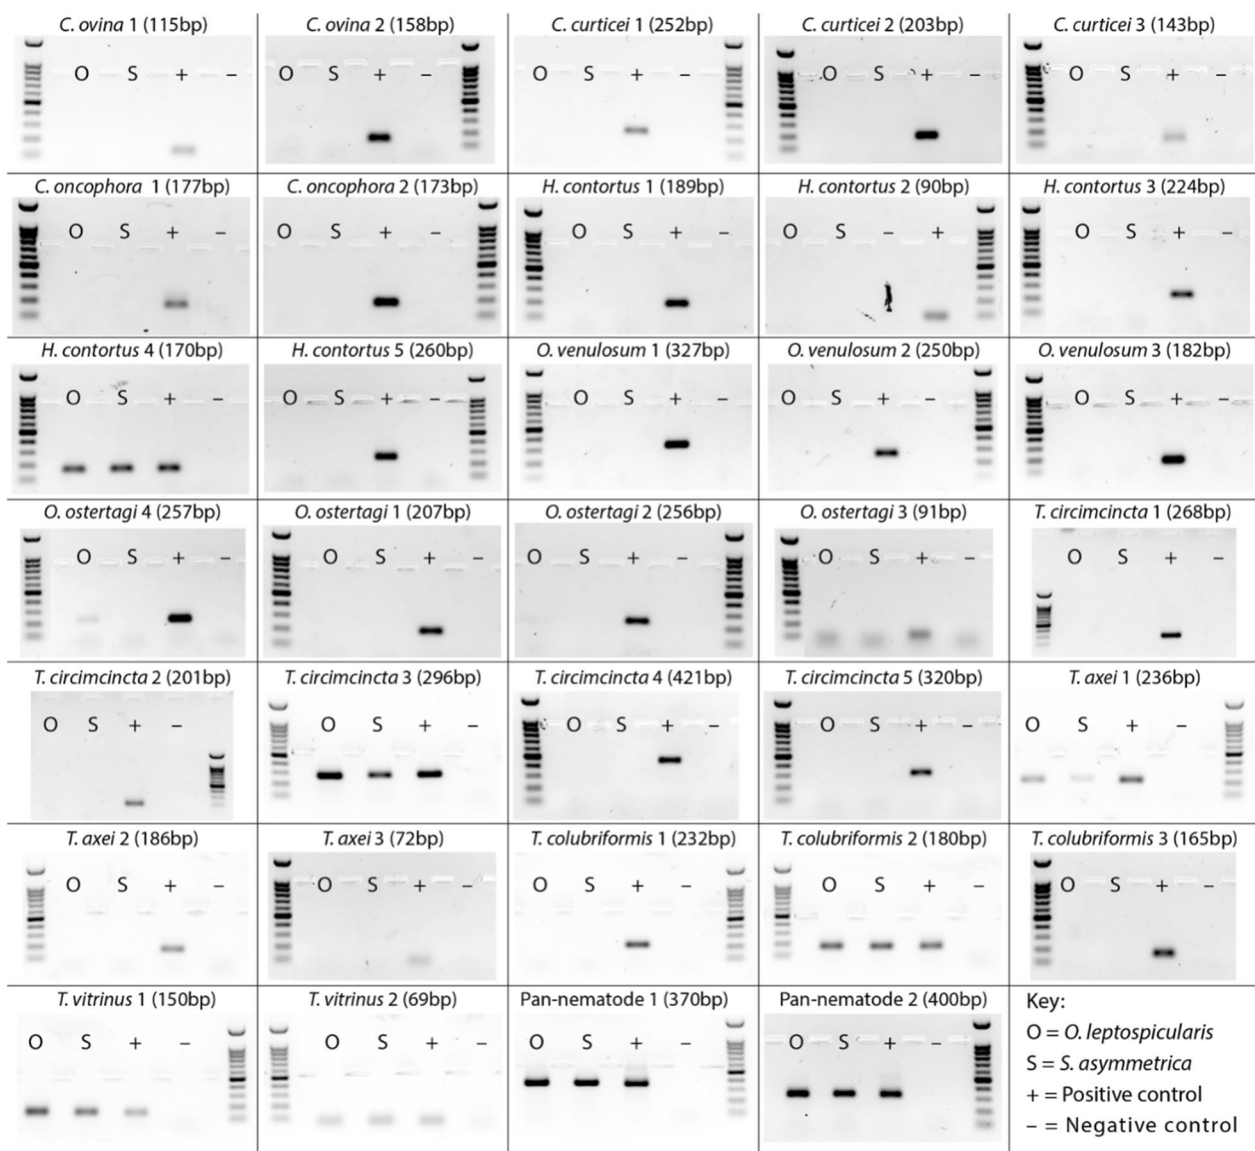 C. ovina 1 (115bp)
O S + –
C. ovina 2 (158bp)
O S + –
C. curticei 1 (252bp)
O S + –
C. curticei 2 (203bp)
O S + –
C. curticei 3 (143bp)
O S + –
C. oncophora 1 (177bp)
O S + –
C. oncophora 2 (173bp)
O S + –
H. contortus 1 (189bp)
O S + –
H. contortus 2 (90bp)
O S – +
H. contortus 3 (224bp)
O S + –
H. contortus 4 (170bp)
O S + –
H. contortus 5 (260bp)
O S + –
O. venulosum 1 (327bp)
O S + –
O. venulosum 2 (250bp)
O S + –
O. venulosum 3 (182bp)
O S + –
O. ostertagi 4 (257bp)
O S + –
O. ostertagi 1 (207bp)
O S + –
O. ostertagi 2 (256bp)
O S + –
O. ostertagi 3 (91bp)
O S + –
T. circimcincta 1 (268bp)
O S + –
T. circimcincta 2 (201bp)
O S + –
T. circimcincta 3 (296bp)
O S + –
T. circimcincta 4 (421bp)
O S + –
T. circimcincta 5 (320bp)
O S + –
T. axei 1 (236bp)
O S + –
T. axei 2 (186bp)
O S + –
T. axei 3 (72bp)
O S + –
T. colubriformis 1 (232bp)
O S + –
T. colubriformis 2 (180bp)
O S + –
T. colubriformis 3 (165bp)
O S + –
T. vitrinus 1 (150bp)
O S + –
T. vitrinus 2 (69bp)
O S + –
Pan-nematode 1 (370bp)
O S + –
Pan-nematode 2 (400bp)
O S + –
Key:
O = O. leptospicularis
S = S. asymmetrica
+ = Positive control
– = Negative control